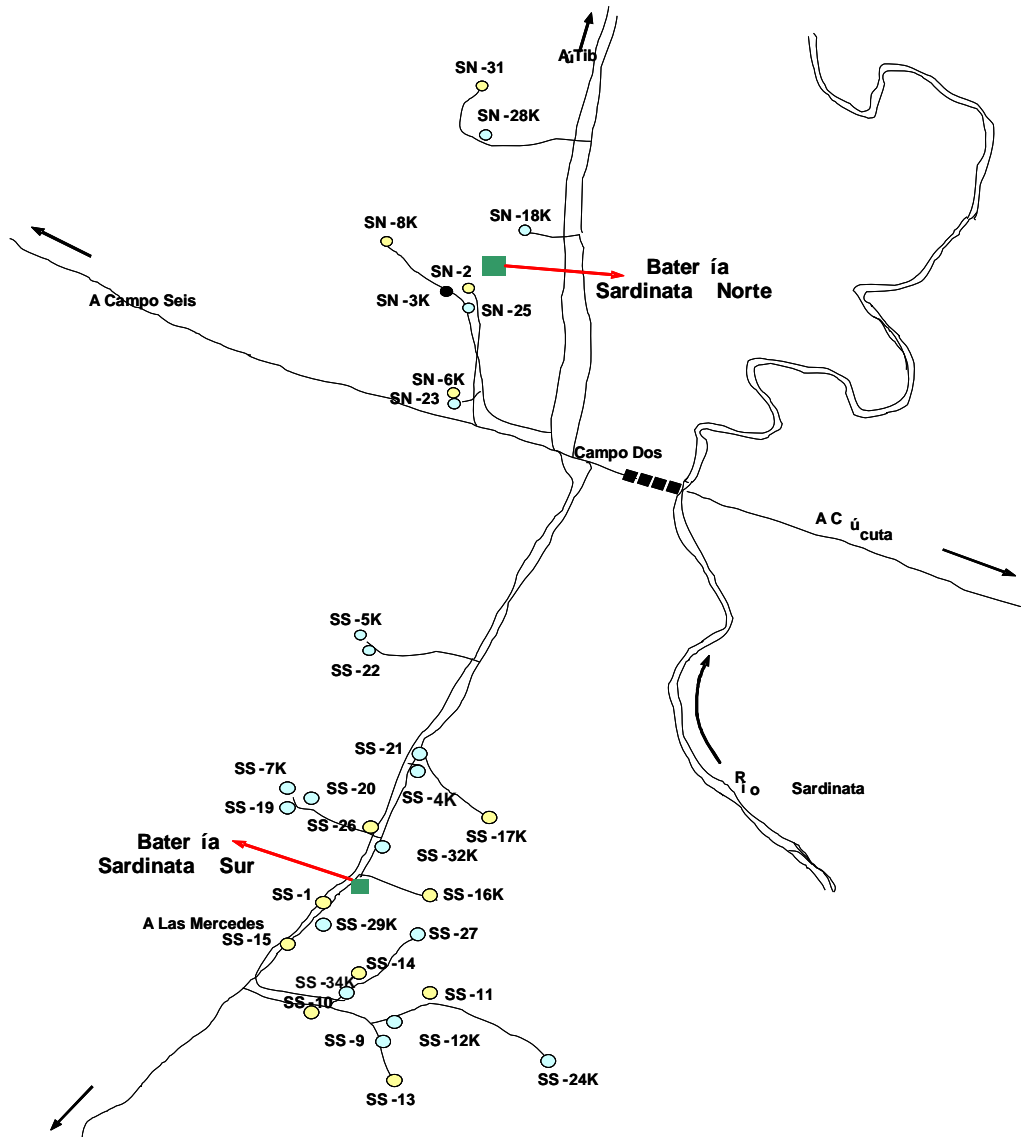 A Tibú
SN -31
SN -28K
SN -8K
SN -18K
SN -2
Bater ía
Sardinata Norte
SN -3K
SN -25
A Campo Seis
SN -6K
SN -23
Campo Dos
A C ú cuta
SS -5K
SS -22
SS -21
SS -7K
SS -20
SS -4K
SS -19
SS -26
SS -17K
Río Sardinata
Bater ía
Sardinata Sur
SS -32K
SS -1
SS -16K
A Las Mercedes
SS -29K
SS -15
SS -27
SS -14
SS -34K
SS -10
SS -11
SS -9
SS -12K
SS -24K
SS -13